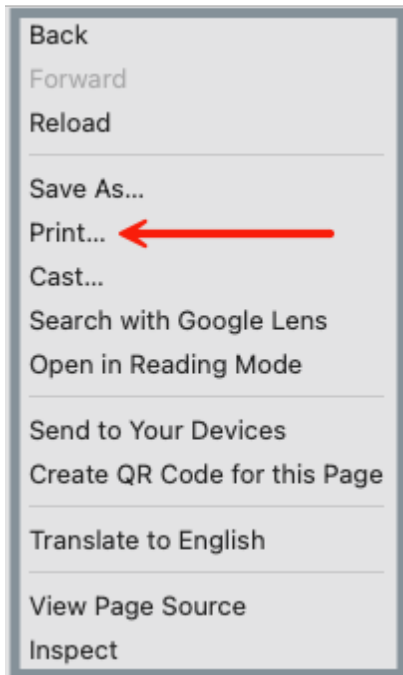 Back
Forward
Reload
Save As...
Print...
Cast...
Search with Google Lens
Open in Reading Mode
Send to Your Devices
Create QR Code for this Page
Translate to English
View Page Source
Inspect